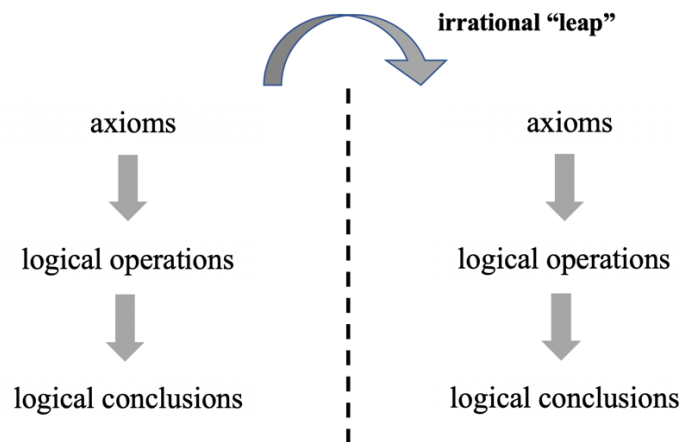 irrational “leap”
axioms
axioms
logical operations
logical operations
logical conclusions
logical conclusions